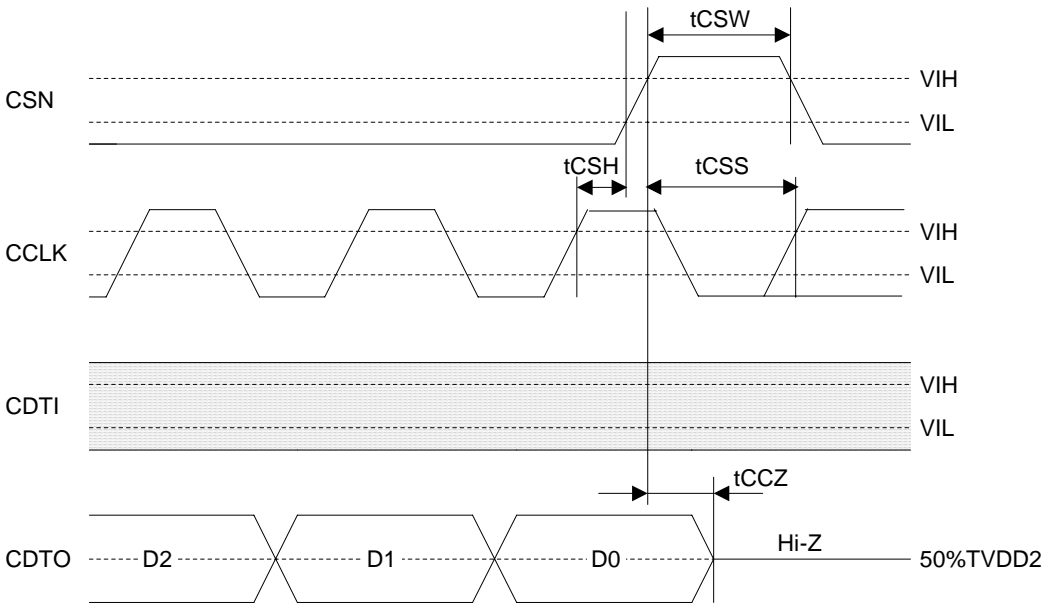 tCSW
CSN
VIH
VIL
tCSH
tCSS
CCLK
VIH
VIL
CDTI
VIH
VIL
tCCZ
CDTO
D2
D1
D0
Hi-Z
50%TVDD2